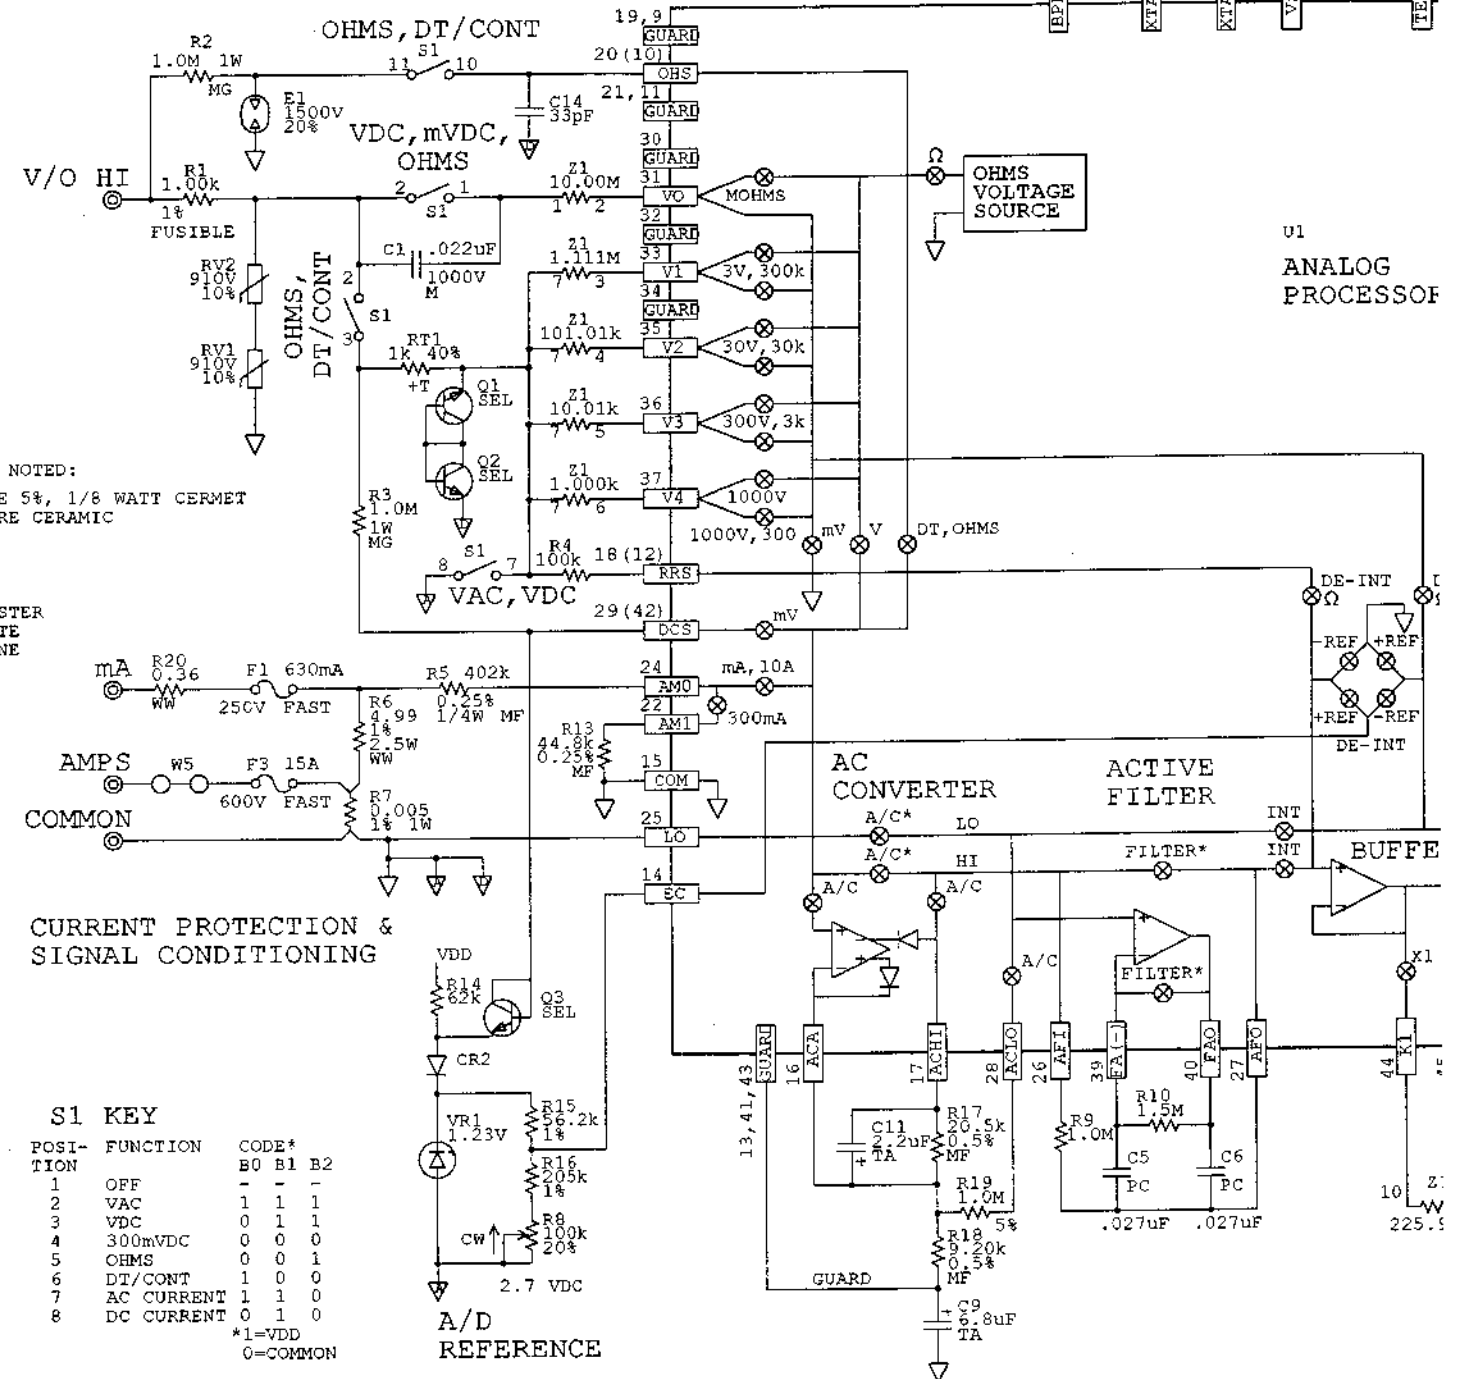 OHMS, DT/CONT
19,9
GUARD
BPI
XTA
XTA
TE
R2
1.0M 1W
MG
S1
11
10
20(10)
OHS
21,11
GUARD
E1
1500V
20%
C14
33pF
VDC, mVDC,
OHMS
30
GUARD
V/O HI
R1
1.00k
1%
FUSIBLE
2
1
S1
Z1
10.00M
1 2
31
VO
MOHMS
Ω
OHMS
VOLTAGE
SOURCE
32
GUARD
U1
ANALOG
PROCESSOR
C1
.022uF
1000V
M
Z1
1.111M
7 3
33
V1
3V,300k
RV2
910V
10%
OHMS,
DT/CONT
2
S1
3
34
GUARD
Z1
101.01k
7 4
35
V2
30V,30k
RV1
910V
10%
RT1
1k 40%
+T
Q1
SEL
Z1
10.01k
7 5
36
V3
300V,3k
NOTED:
E 5%, 1/8 WATT CERMET
RE CERAMIC
Q2
SEL
Z1
1.000k
7 6
37
V4
1000V
1000V,300
mV
V
DT,OHMS
R3
1.0M
1W
MG
S1
8
7
VAC,VDC
R4
100k
18(12)
RRS
DE-INT
Ω
STER
TE
NE
29(42)
DCS
mV
-REF
+REF
+REF
-REF
DE-INT
mA
R20
0.36
WW
F1 630mA
250V FAST
R5 402k
0.25%
1/4W MF
24
AM0
mA,10A
22
AM1
300mA
R6
4.99
1%
2.5W
WW
R13
44.8k
0.25%
MF
15
COM
AMPS
W5
F3 15A
600V FAST
R7
0.005
1% 1W
COMMON
25
LO
AC
CONVERTER
ACTIVE
FILTER
A/C*
LO
INT
A/C*
HI
FILTER*
INT
BUFFE
14
EC
A/C
A/C
CURRENT PROTECTION &
SIGNAL CONDITIONING
VDD
R14
62k
Q3
SEL
CR2
A/C
FILTER*
X1
13,41,43
GUARD
16
ACA
17
ACHI
28
ACLO
26
AFI
39
FA(-)
40
FAO
27
AFO
44
K1
VR1
1.23V
R15
56.2k
1%
R16
205k
1%
R8
100k
20%
CW
2.7 VDC
A/D
REFERENCE
C11
2.2uF
TA
R17
20.5k
0.5%
MF
R19
1.0M
5%
R18
9.20k
0.5%
MF
GUARD
C9
6.8uF
TA
R9
1.0M
R10
1.5M
C5
PC
.027uF
C6
PC
.027uF
10
225.9
S1 KEY
POSI- FUNCTION CODE*
TION B0 B1 B2
1 OFF - - -
2 VAC 1 1 1
3 VDC 0 1 1
4 300mVDC 0 0 0
5 OHMS 0 0 1
6 DT/CONT 1 0 0
7 AC CURRENT 1 1 0
8 DC CURRENT 0 1 0
*1=VDD
0=COMMON